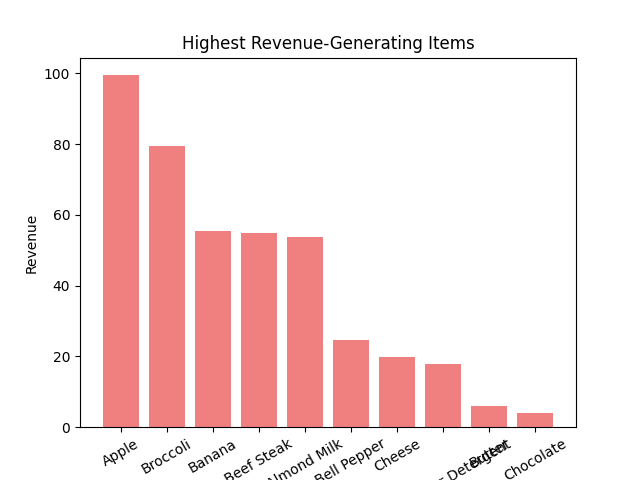 Highest Revenue-Generating Items
Revenue
100
80
60
40
20
0
Apple
Broccoli
Banana
Beef Steak
Almond Milk
Bell Pepper
Cheese
Detergent
Butter
Chocolate